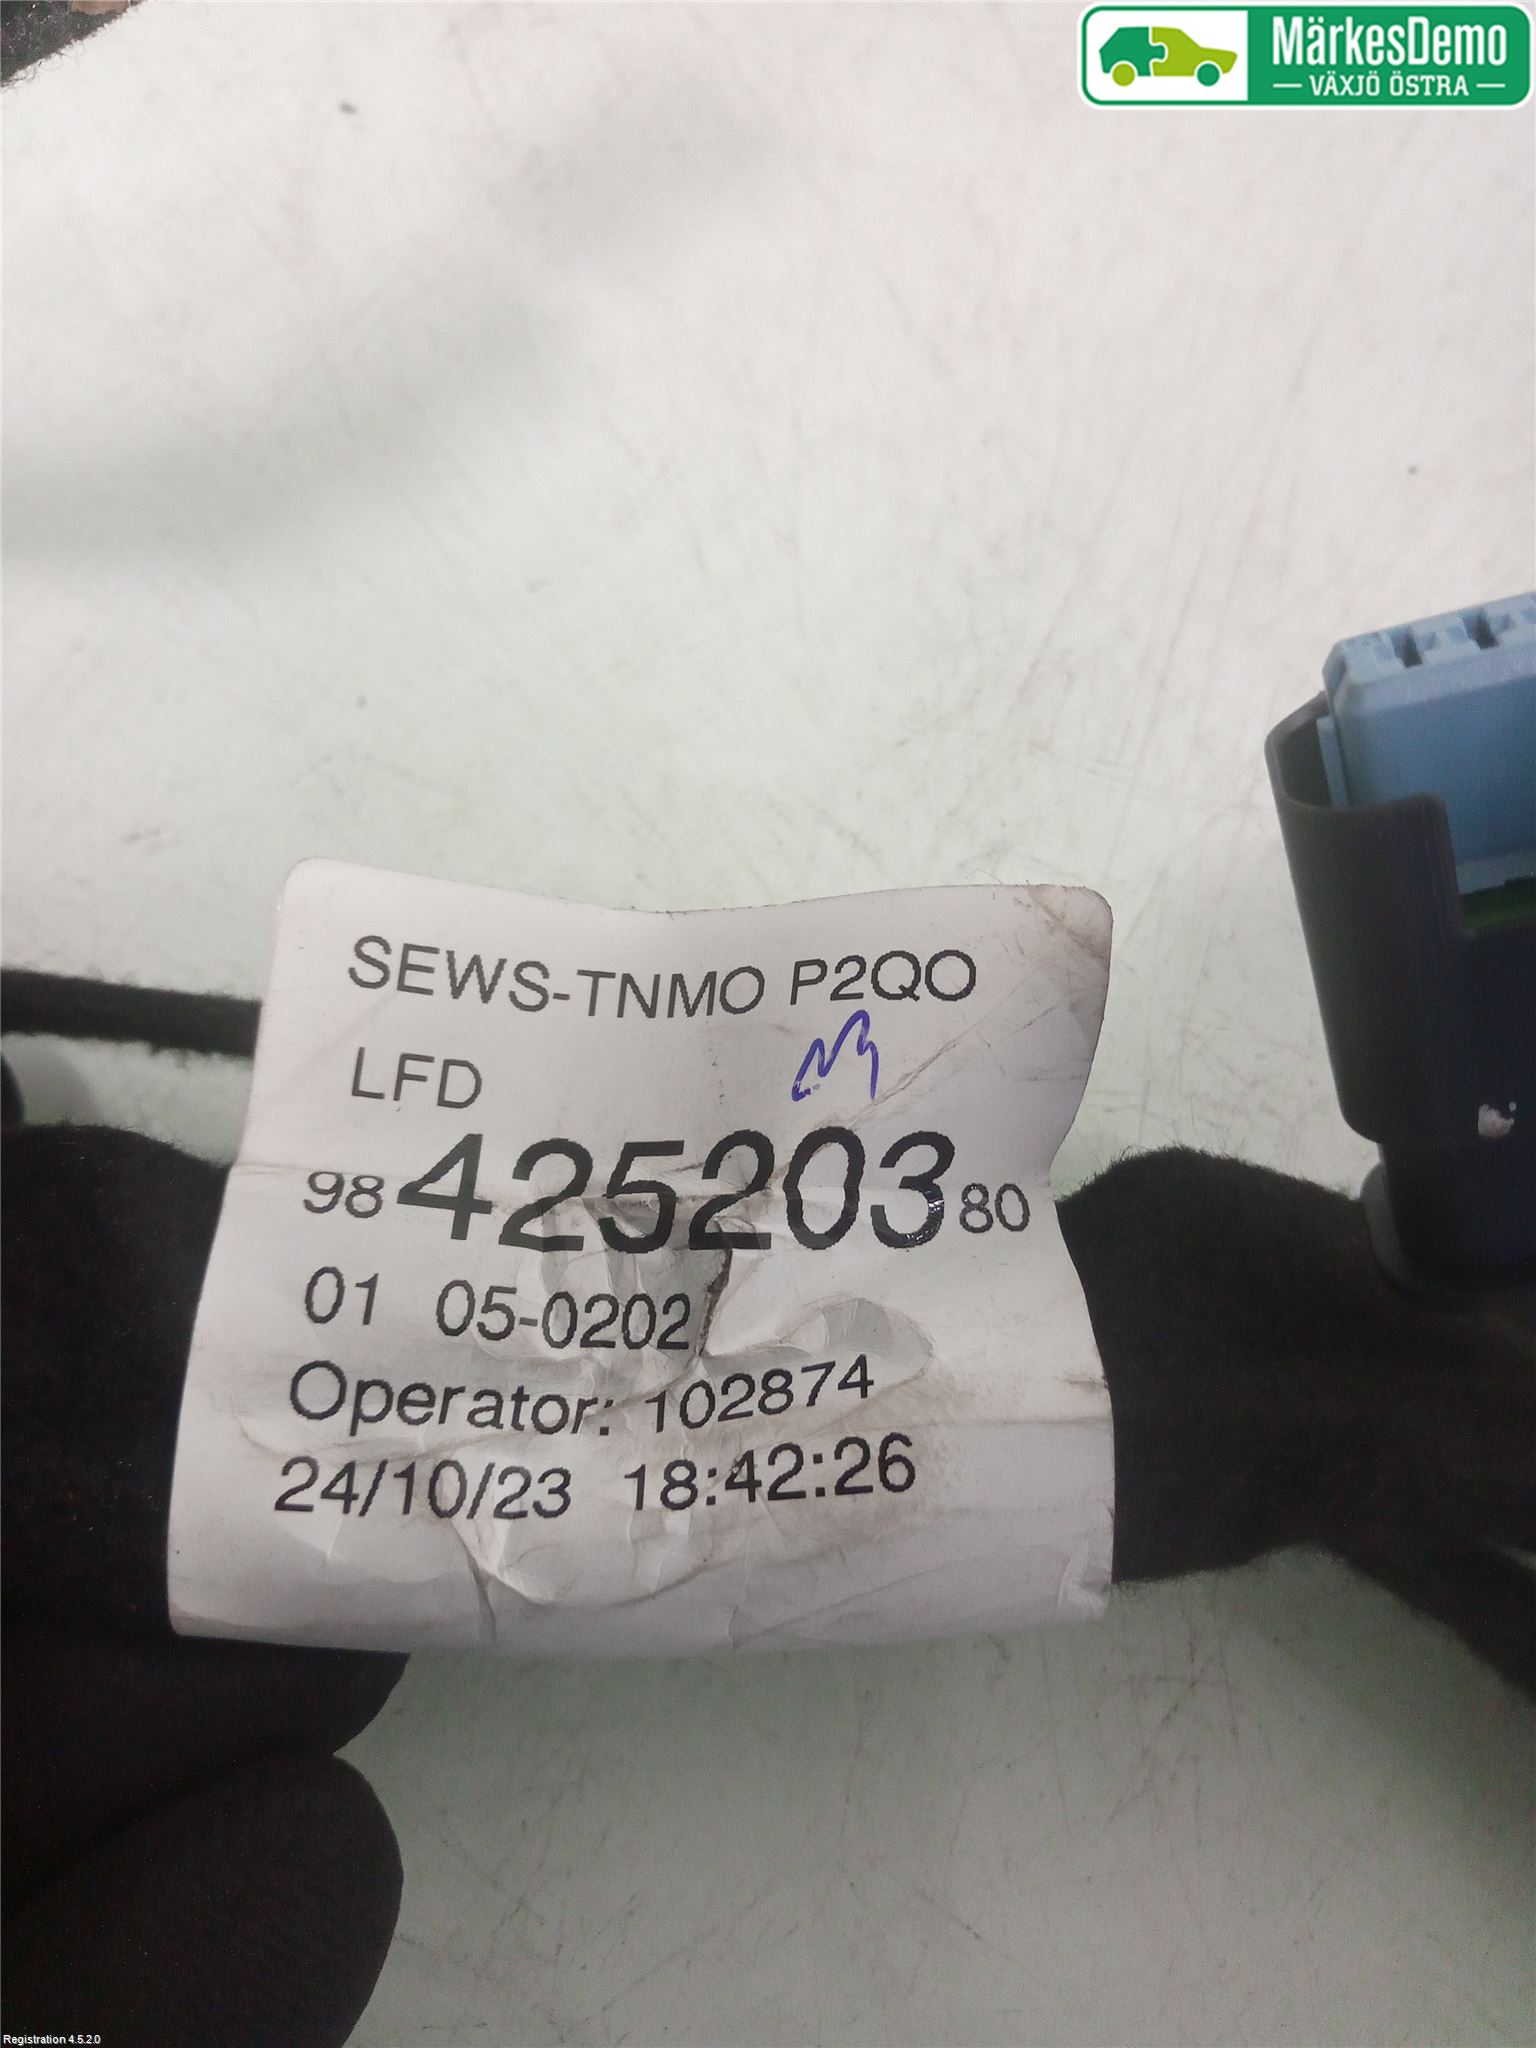 MärkesDemo
VÄXJÖ ÖSTRA
SEWS-TNMO P2QO
LFD
98 425203 80
01 05-0202
Operator: 102874
24/10/23 18:42:26
Registration 4.5.2.0